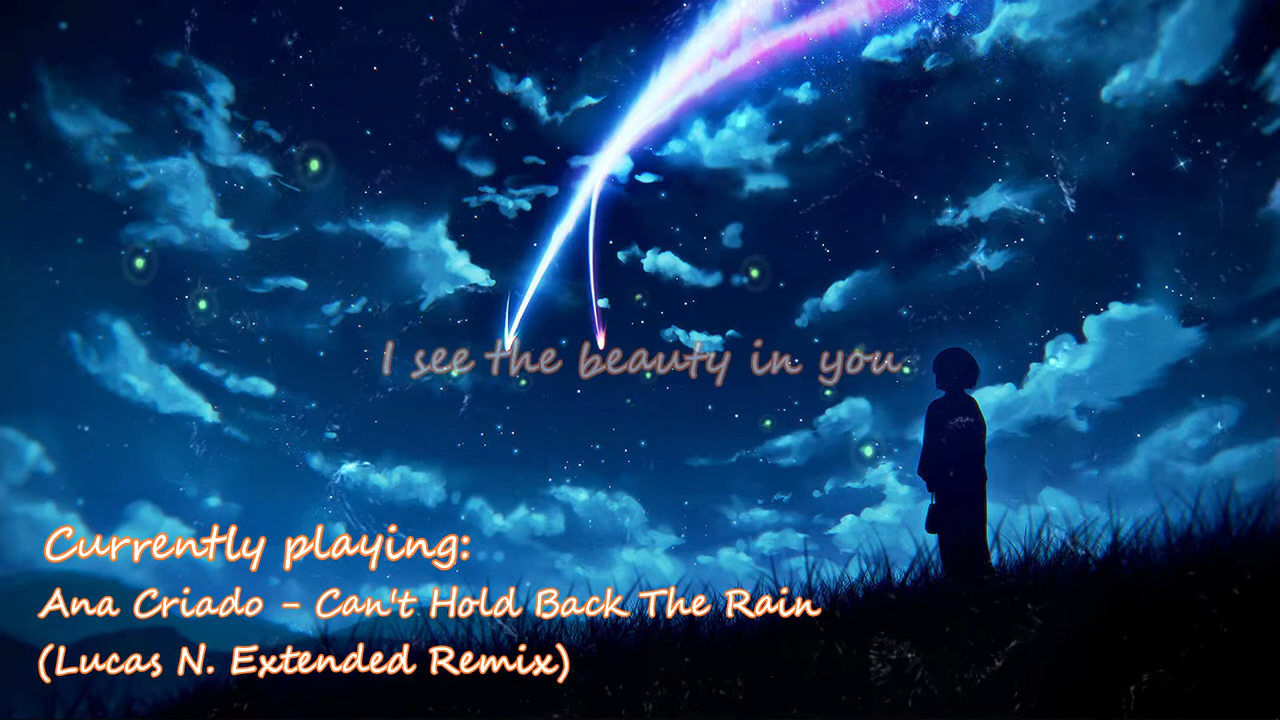 I see the beauty in you
Currently playing:
Ana Criado - Can't Hold Back The Rain
(Lucas N. Extended Remix)